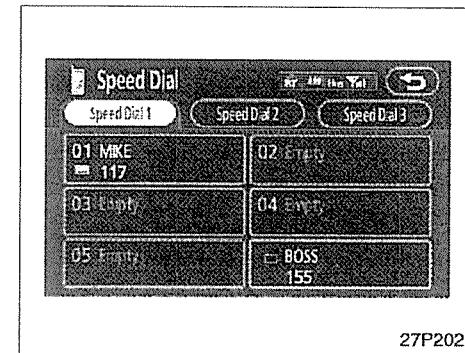 Speed Dial
Speed Dial 1 Speed Dial 2 Speed Dial 3
01 MIKE
117
02 Empty
03 Empty
04 Empty
05 Empty
BOSS
155
27P202